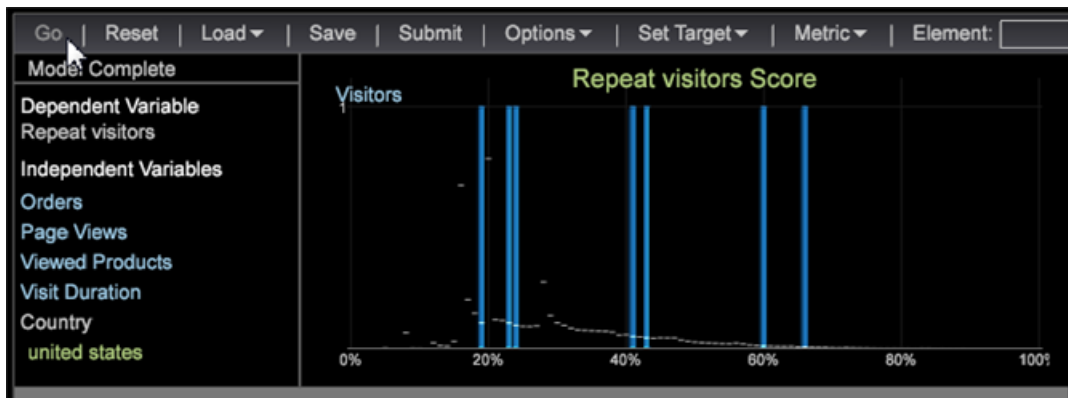 Go | Reset | Load | Save | Submit | Options | Set Target | Metric | Element:
Model Complete
Dependent Variable
Repeat visitors
Independent Variables
Orders
Page Views
Viewed Products
Visit Duration
Country
united states
Repeat visitors Score
Visitors
1
0% 20% 40% 60% 80% 100%